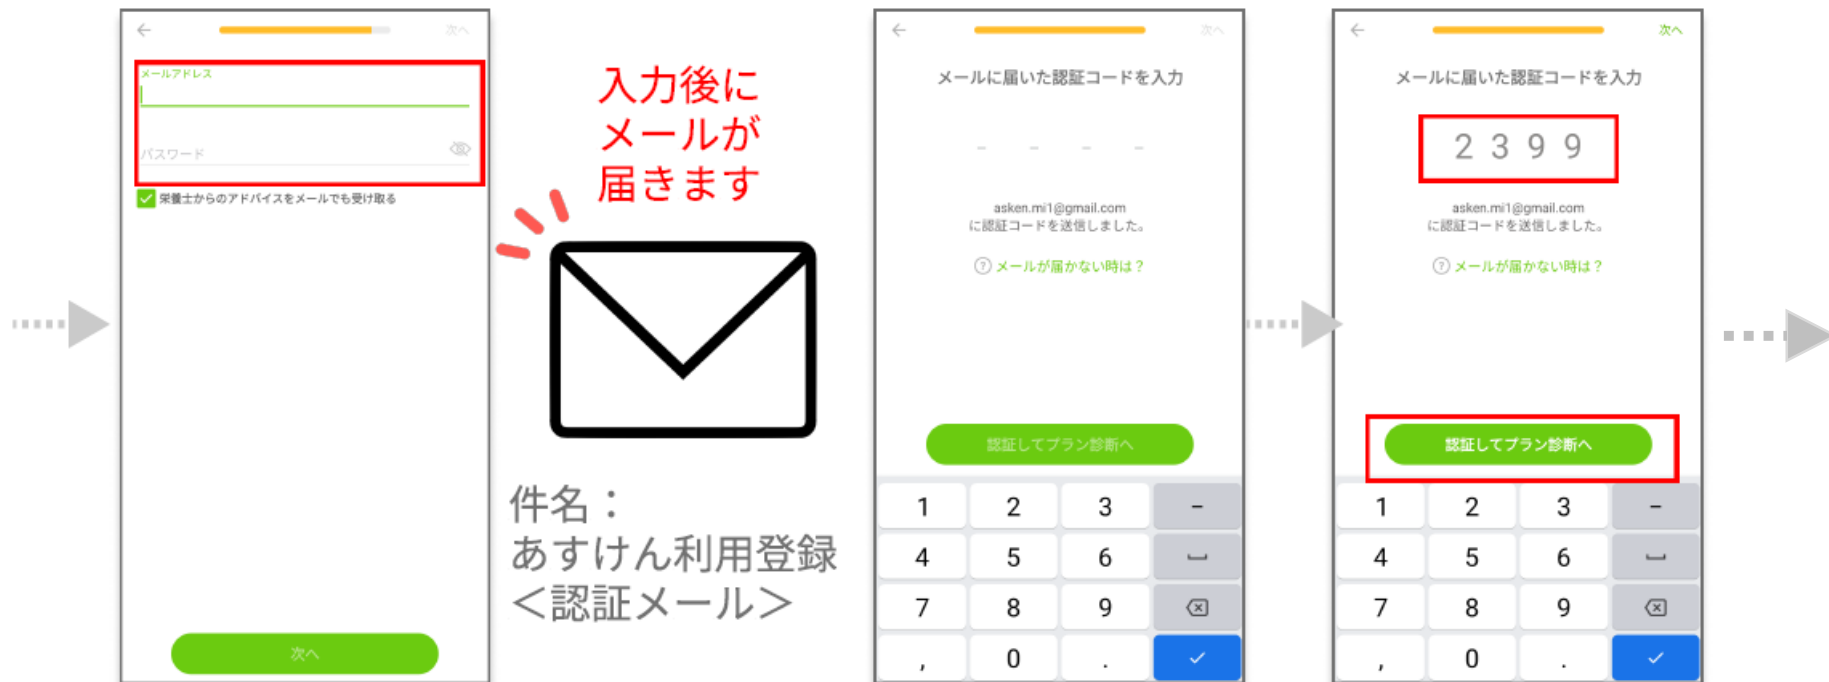 次へ
メールアドレス
パスワード
栄養士からのアドバイスをメールでも受け取る
次へ
入力後に
メールが
届きます
件名：
あすけん利用登録
＜認証メール＞
次へ
メールに届いた認証コードを入力
- - - -
asken.mi1@gmail.com
に認証コードを送信しました。
? メールが届かない時は？
認証してプラン診断へ
1 2 3 -
4 5 6
7 8 9
, 0 .
次へ
メールに届いた認証コードを入力
2 3 9 9
asken.mi1@gmail.com
に認証コードを送信しました。
? メールが届かない時は？
認証してプラン診断へ
1 2 3 -
4 5 6
7 8 9
, 0 .